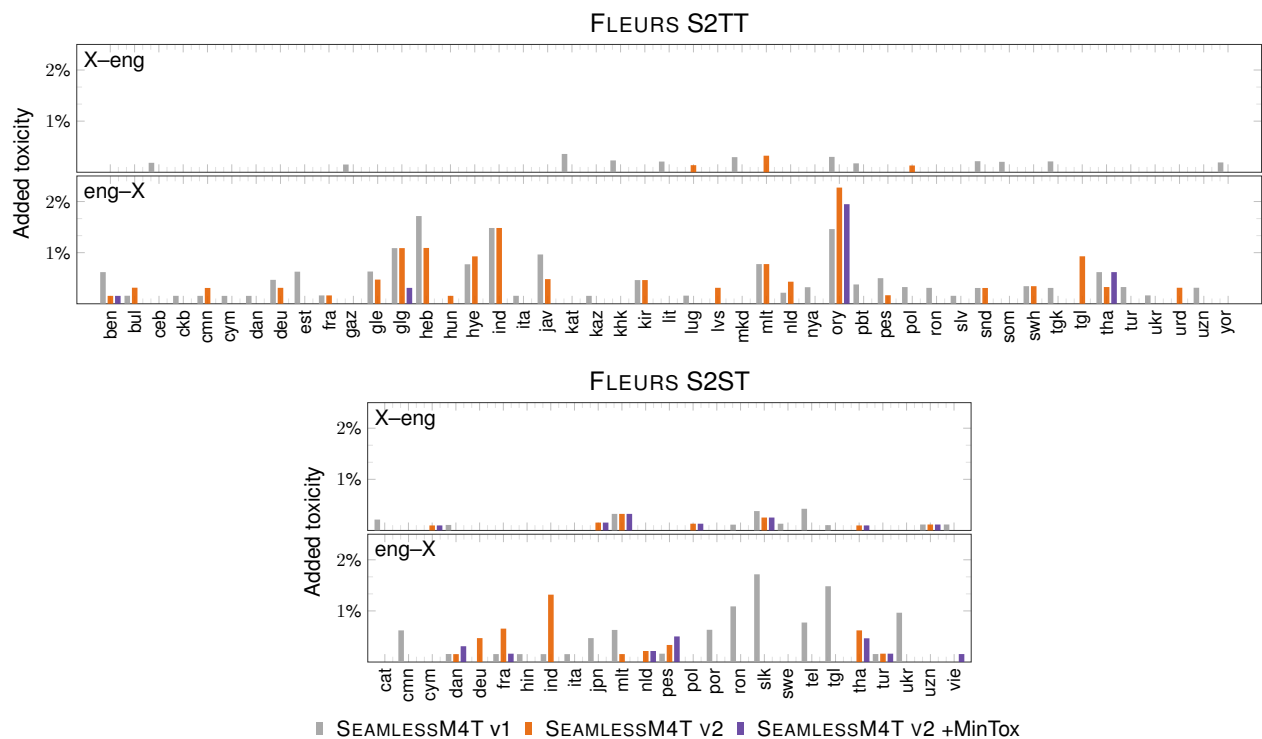 FLEURS S2TT
X–eng
2%
1%
Added toxicity
eng–X
2%
1%
ben bul ceb ckb cmn cym dan deu est fra gaz gle glg heb hun hye ind ita jav kat kaz khk kir lit lug lvs mkd mlt nld nya ory pbt pes pol ron slv snd som swh tgk tgl tha tur ukr urd uzn yor
FLEURS S2ST
X–eng
2%
1%
Added toxicity
eng–X
2%
1%
cat cmn cym dan deu fra hin ind ita jpn mlt nld pes pol por ron slk swe tel tgl tha tur ukr uzn vie
SEAMLESSM4T v1 SEAMLESSM4T v2 SEAMLESSM4T v2 +MinTox